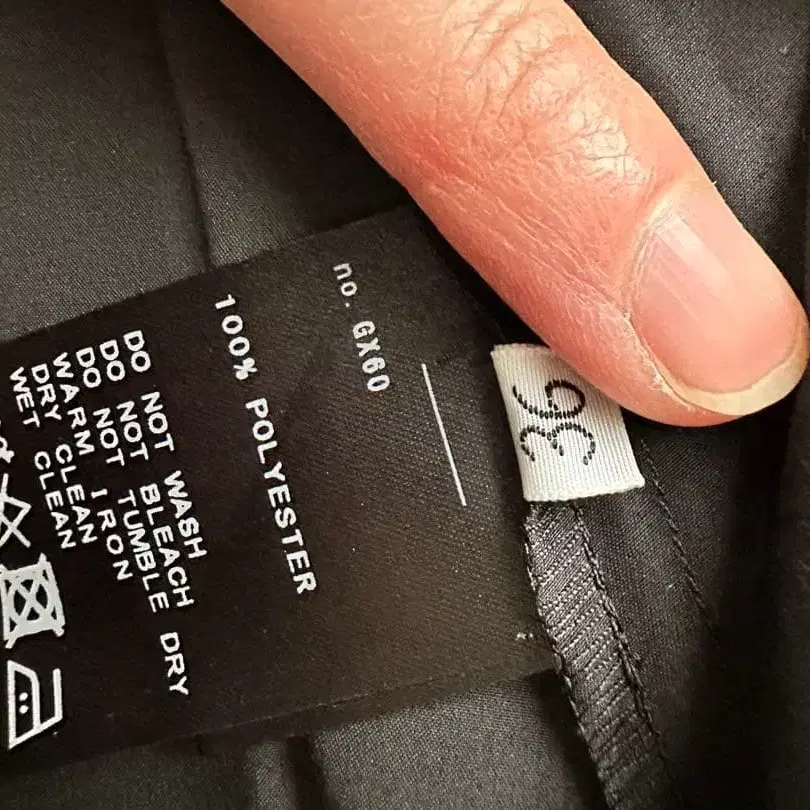 36
no. GX60
100% POLYESTER
DO NOT WASH
DO NOT BLEACH
DO NOT TUMBLE DRY
WARM IRON
DRY CLEAN
WET CLEAN